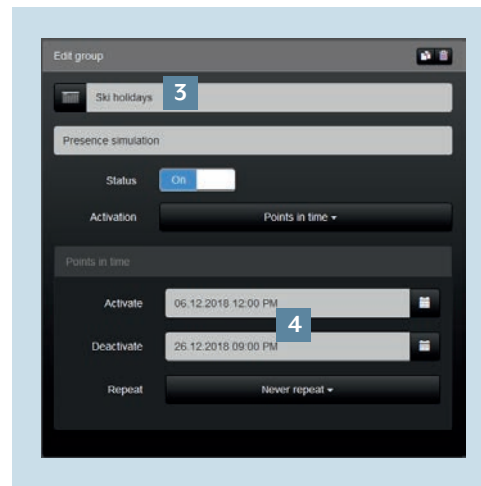 Edit group
Ski holidays 3
Presence simulation
Status On
Activation Points in time
Points in time
Activate 06.12.2018 12:00 PM
4
Deactivate 26.12.2018 09:00 PM
Repeat Never repeat